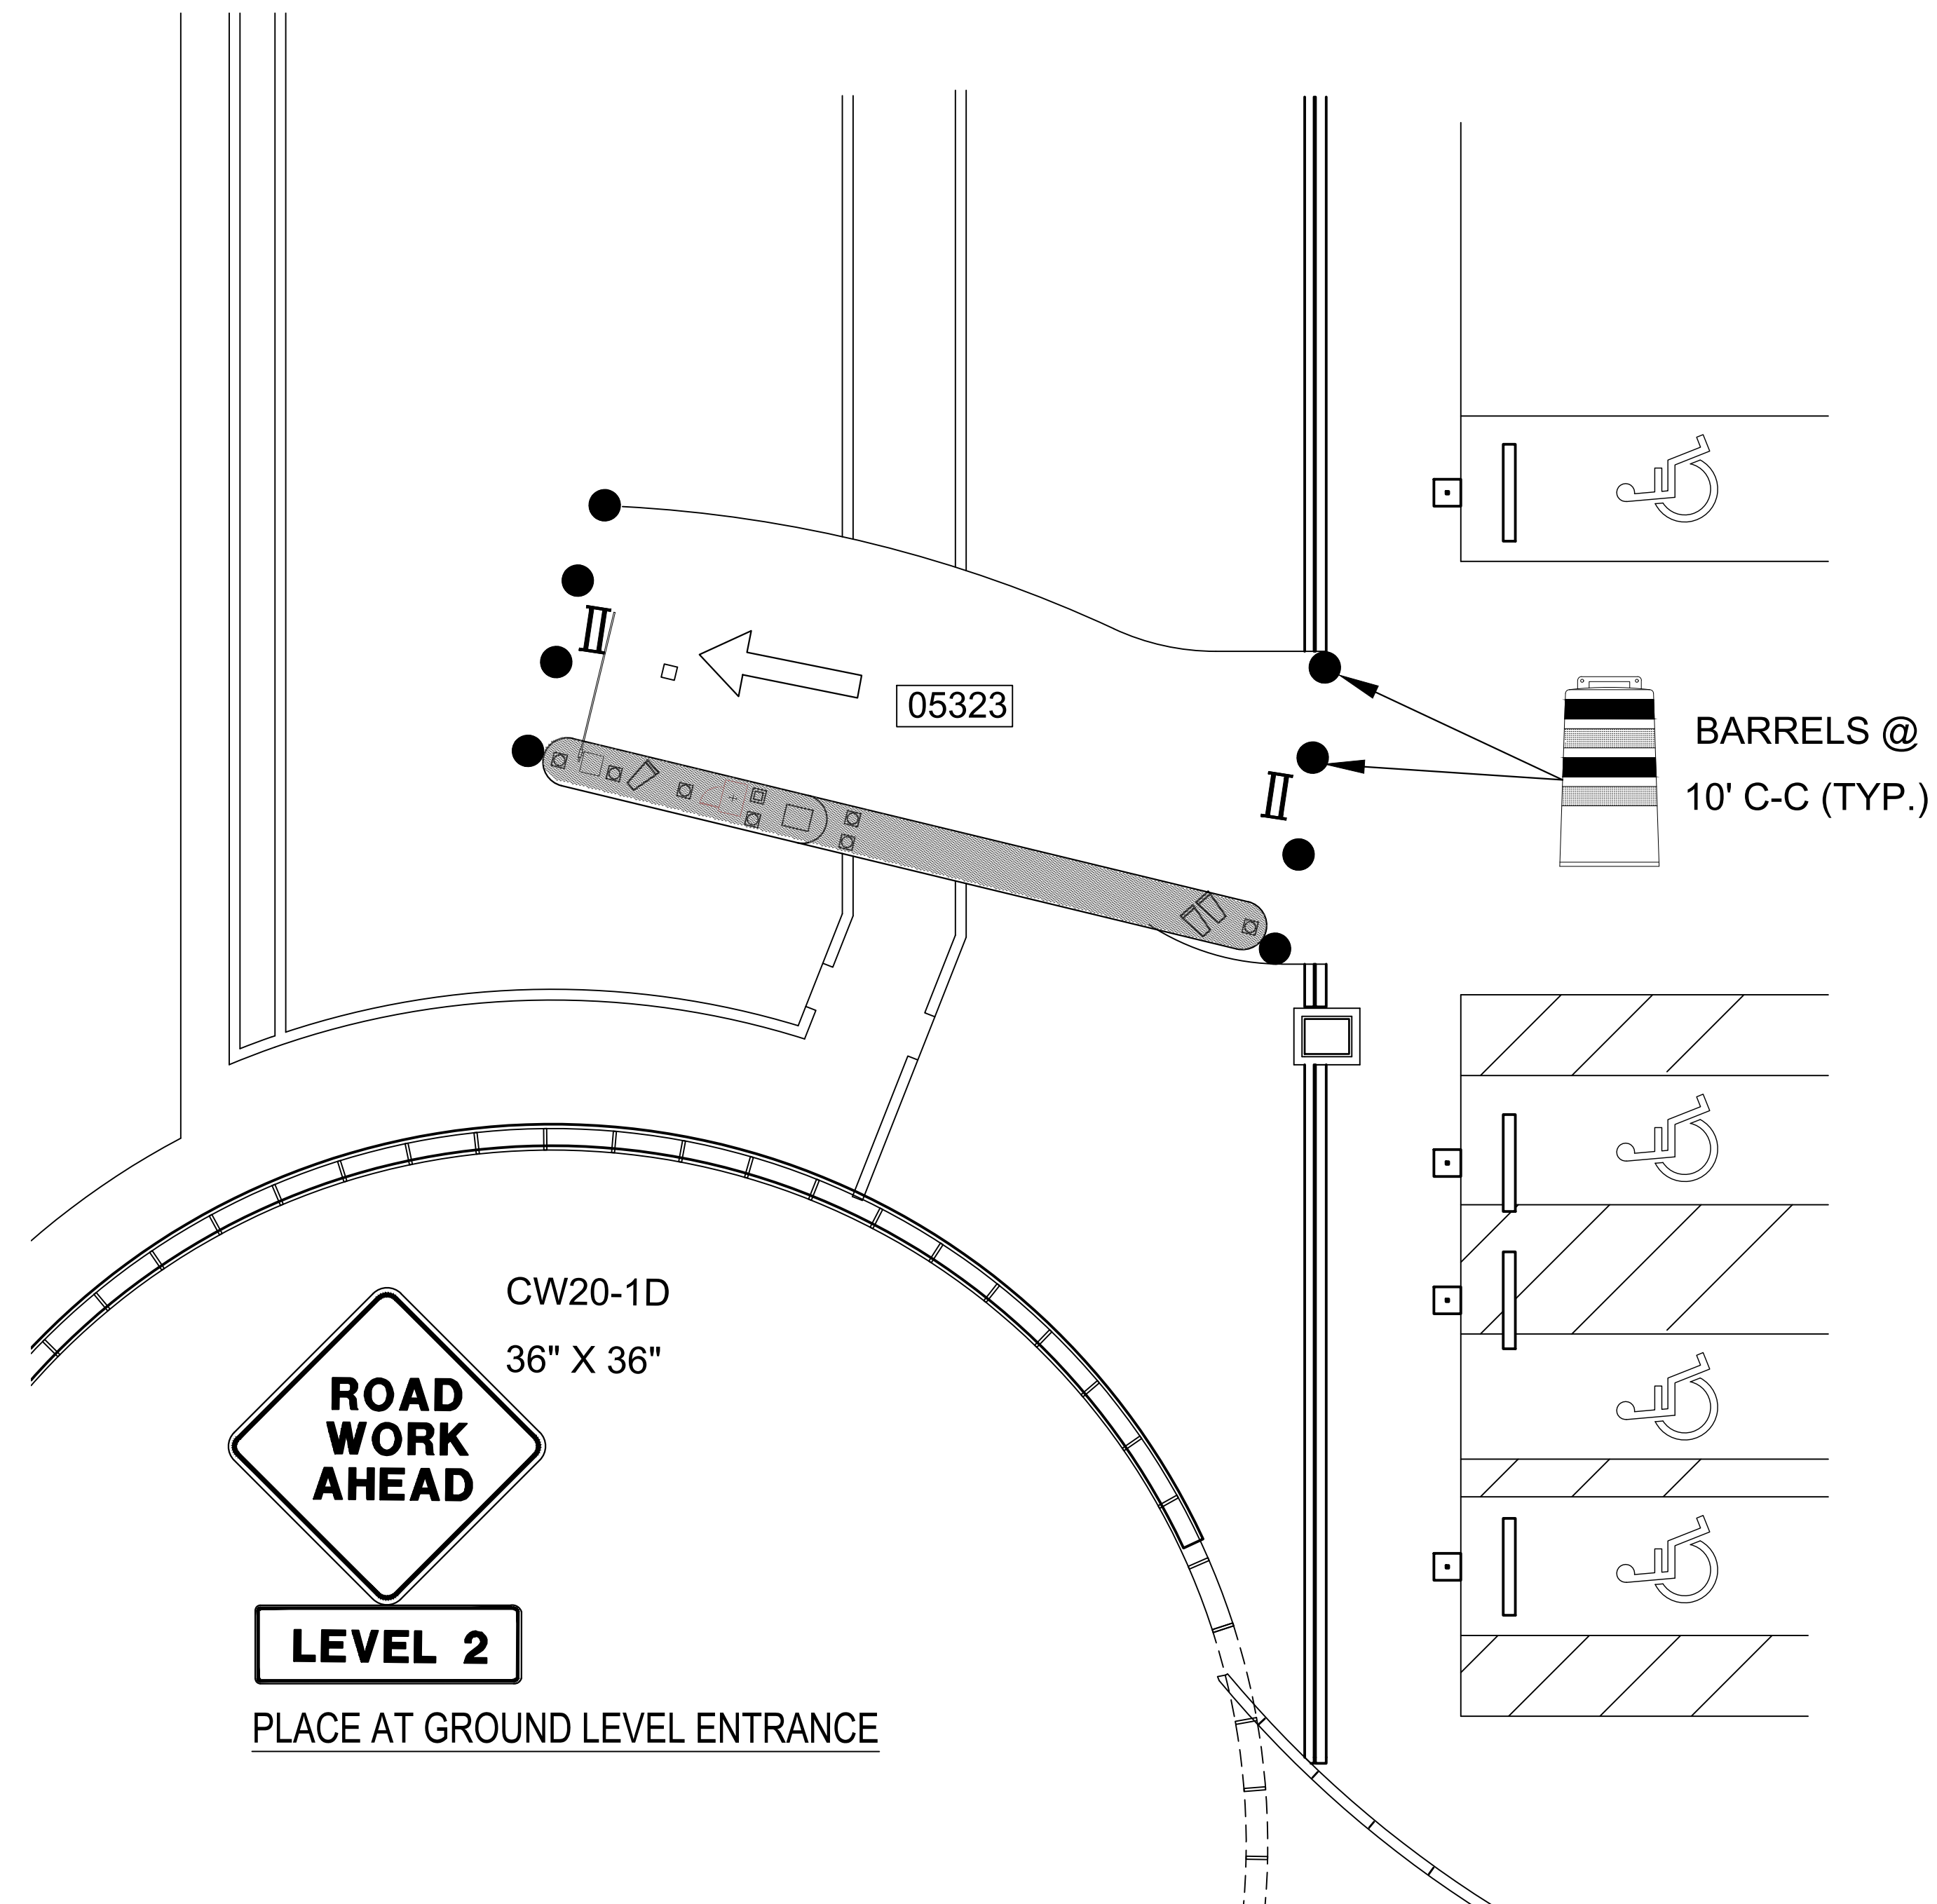 05323
BARRELS @
10' C-C (TYP.)
CW20-1D
36" X 36"
ROAD
WORK
AHEAD
LEVEL 2
PLACE AT GROUND LEVEL ENTRANCE